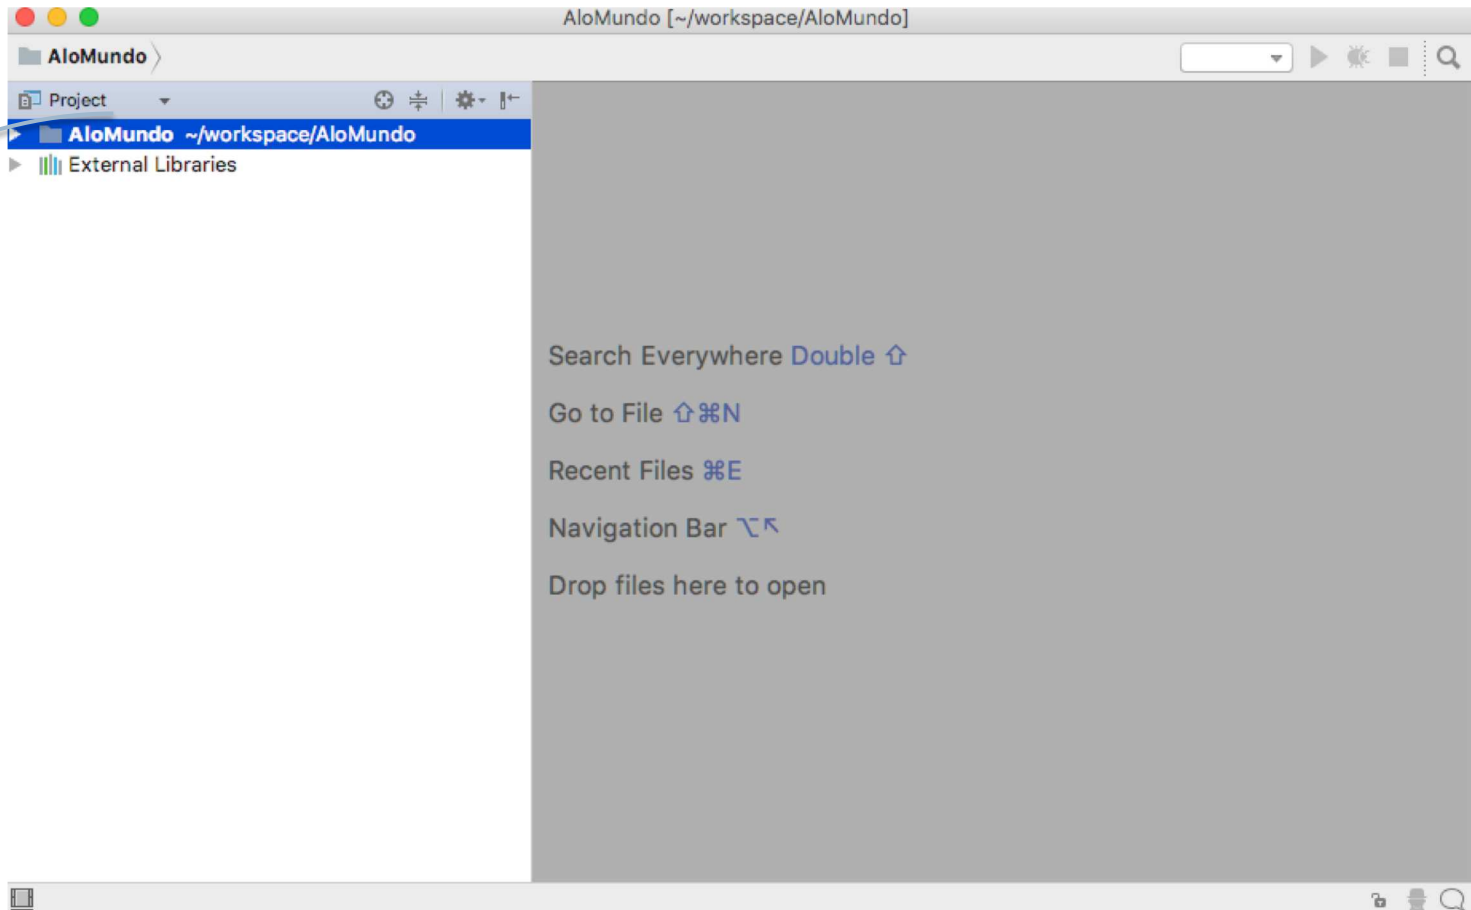 AloMundo [~/workspace/AloMundo]
AloMundo
Project
AloMundo ~/workspace/AloMundo
External Libraries
Search Everywhere Double ⇧
Go to File ⇧⌘N
Recent Files ⌘E
Navigation Bar ⌥↖
Drop files here to open